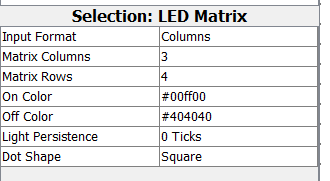 Selection: LED Matrix
Input Format Columns
Matrix Columns 3
Matrix Rows 4
On Color #00ff00
Off Color #404040
Light Persistence 0 Ticks
Dot Shape Square